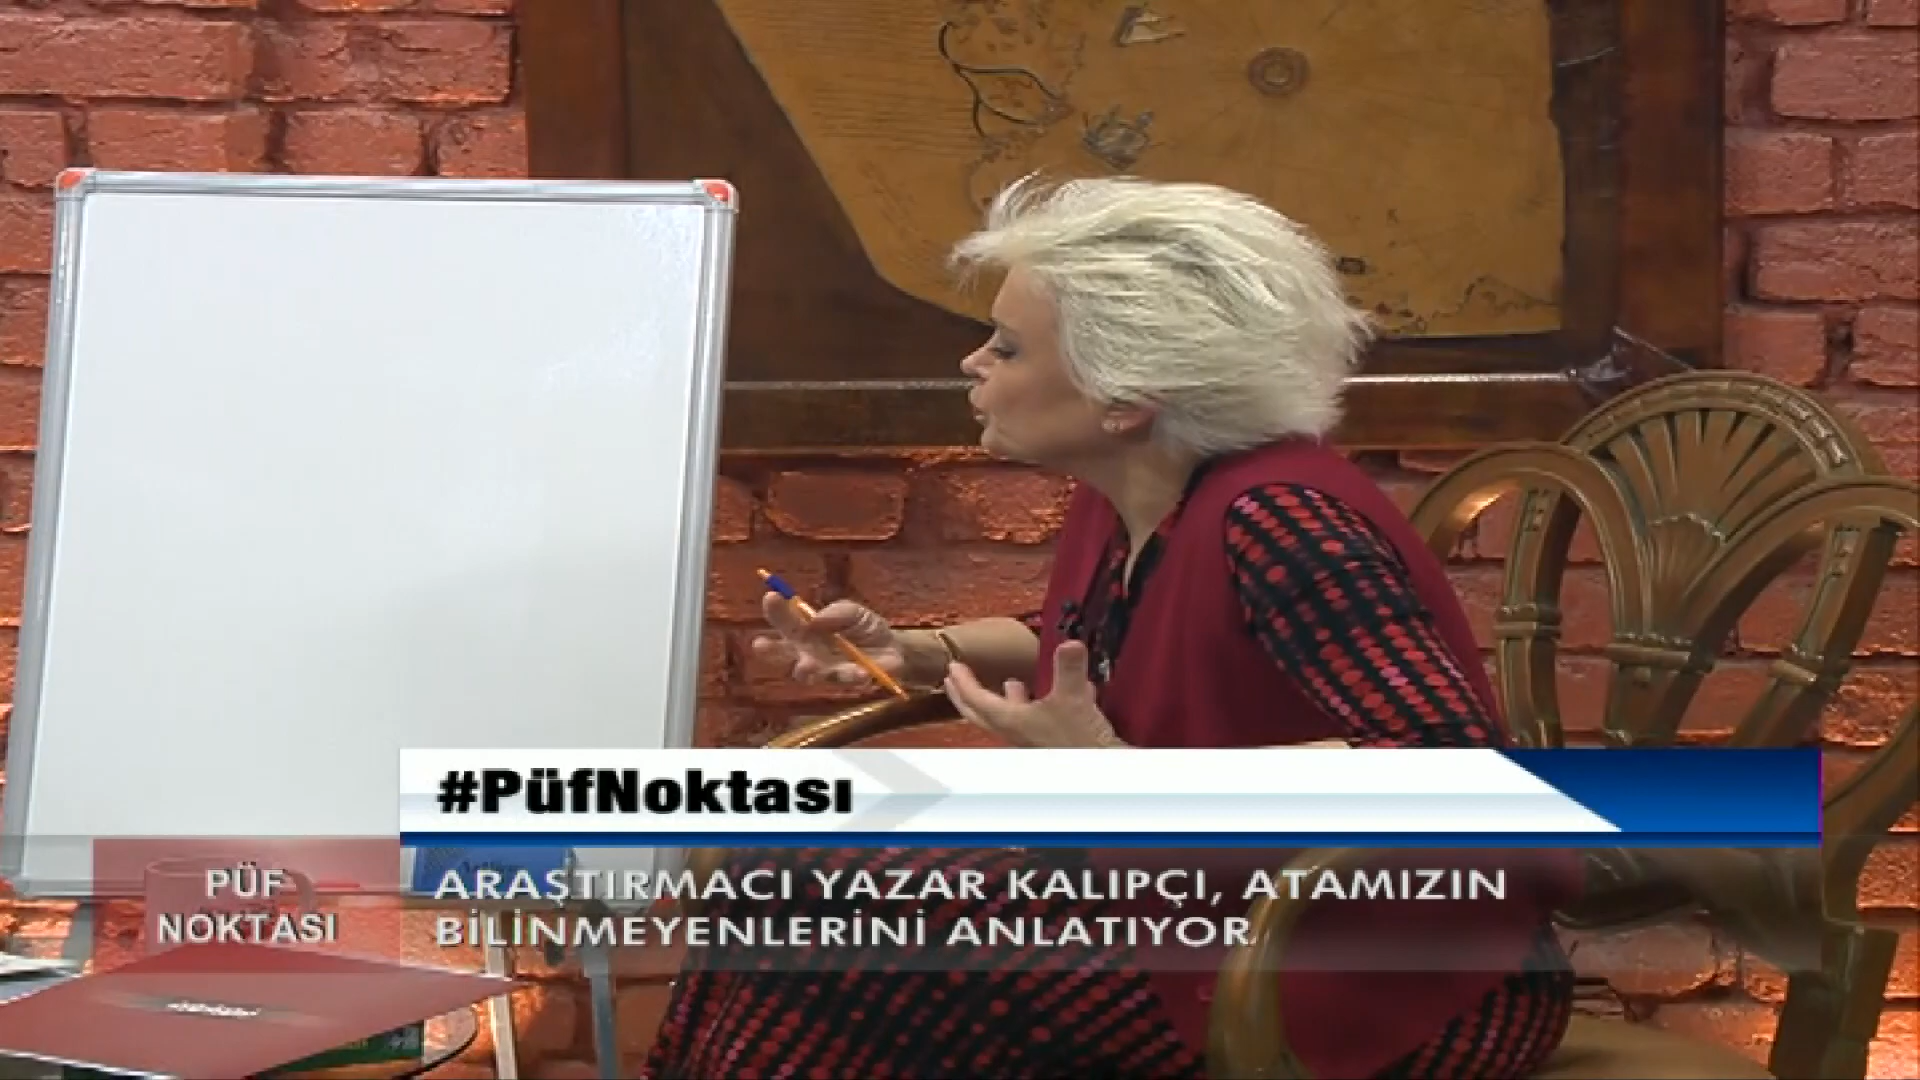 #PüfNoktası
PÜF
NOKTASI
ARAŞTIRMACI YAZAR KALIPÇI, ATAMIZIN
BİLİNMEYENLERİNİ ANLATIYOR